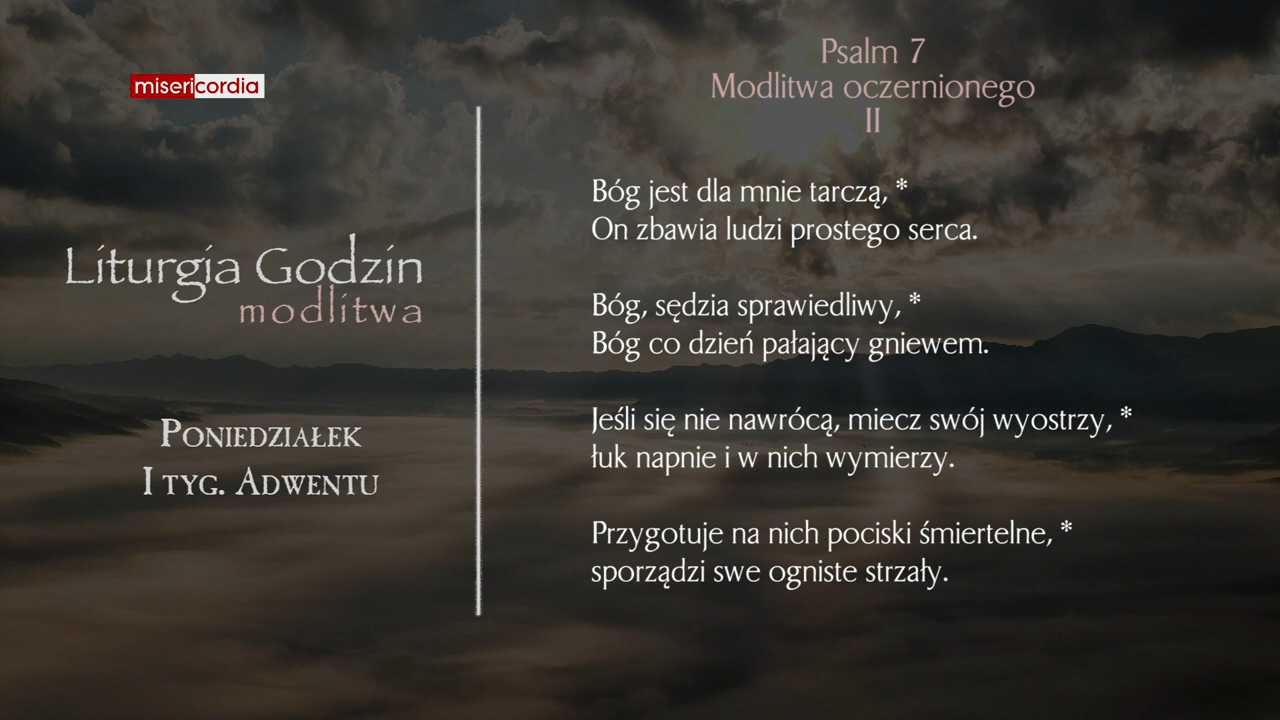 misericordia
Liturgia Godzin
modlitwa
Poniedziałek
I tyg. Adwentu
Psalm 7
Modlitwa oczernionego
II
Bóg jest dla mnie tarczą, *
On zbawia ludzi prostego serca.
Bóg, sędzia sprawiedliwy, *
Bóg co dzień pałający gniewem.
Jeśli się nie nawrócą, miecz swój wyostrzy, *
łuk napnie i w nich wymierzy.
Przygotuje na nich pociski śmiertelne, *
sporządzi swe ogniste strzały.